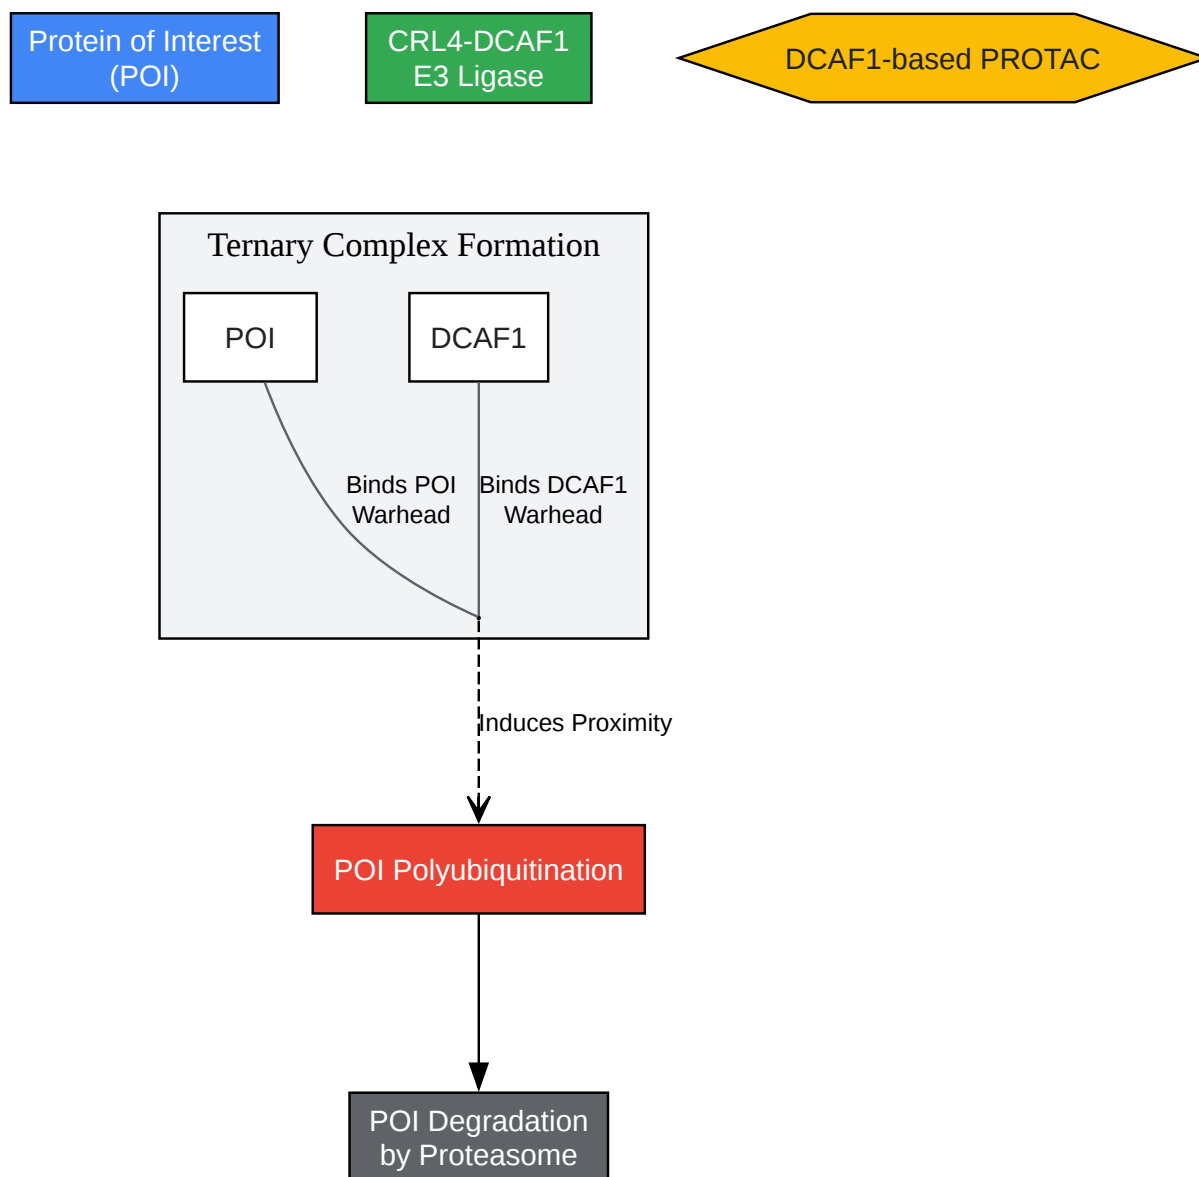 Protein of Interest
(POI)
CRL4-DCAF1
E3 Ligase
DCAF1-based PROTAC
Ternary Complex Formation
POI
DCAF1
Binds POI
Warhead
Binds DCAF1
Warhead
Induces Proximity
POI Polyubiquitination
POI Degradation
by Proteasome